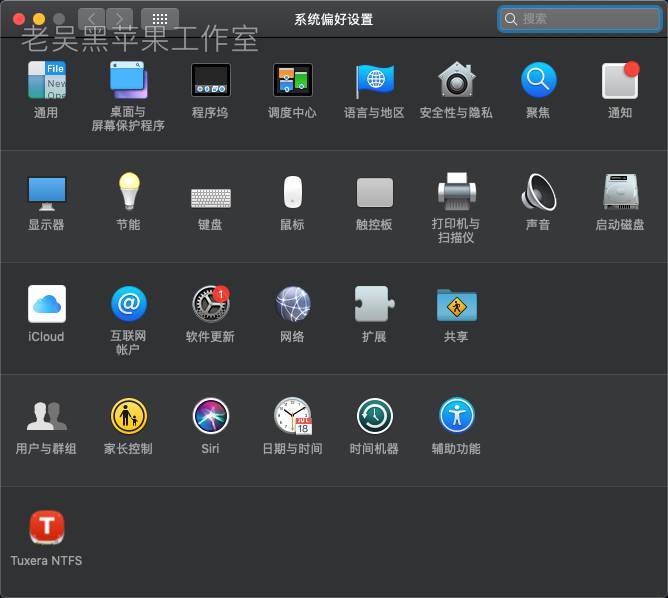 系统偏好设置
搜索
老吴黑苹果工作室
File
New
Ope
通用
桌面与
屏幕保护程序
程序坞
调度中心
语言与地区
安全性与隐私
聚焦
通知
显示器
节能
键盘
鼠标
触控板
打印机与
扫描仪
声音
启动磁盘
iCloud
@
互联网
帐户
1
软件更新
网络
扩展
共享
用户与群组
家长控制
Siri
JUL
18
日期与时间
时间机器
辅助功能
T
Tuxera NTFS